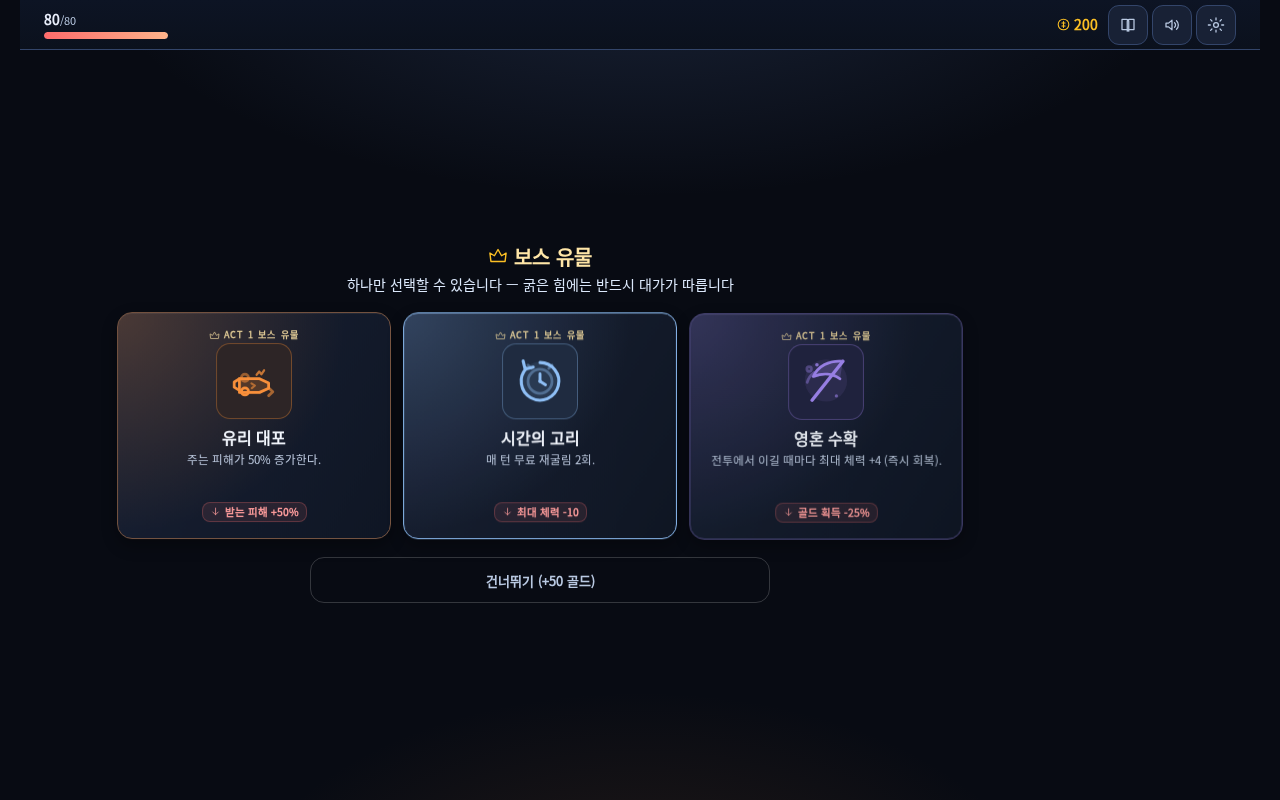 80/80
200
보스 유물
하나만 선택할 수 있습니다 — 굵은 힘에는 반드시 대가가 따릅니다
ACT 1 보스 유물
유리 대포
주는 피해가 50% 증가한다.
받는 피해 +50%
ACT 1 보스 유물
시간의 고리
매 턴 무료 재굴림 2회.
최대 체력 -10
ACT 1 보스 유물
영혼 수확
전투에서 이길 때마다 최대 체력 +4 (즉시 회복).
골드 획득 -25%
건너뛰기 (+50 골드)